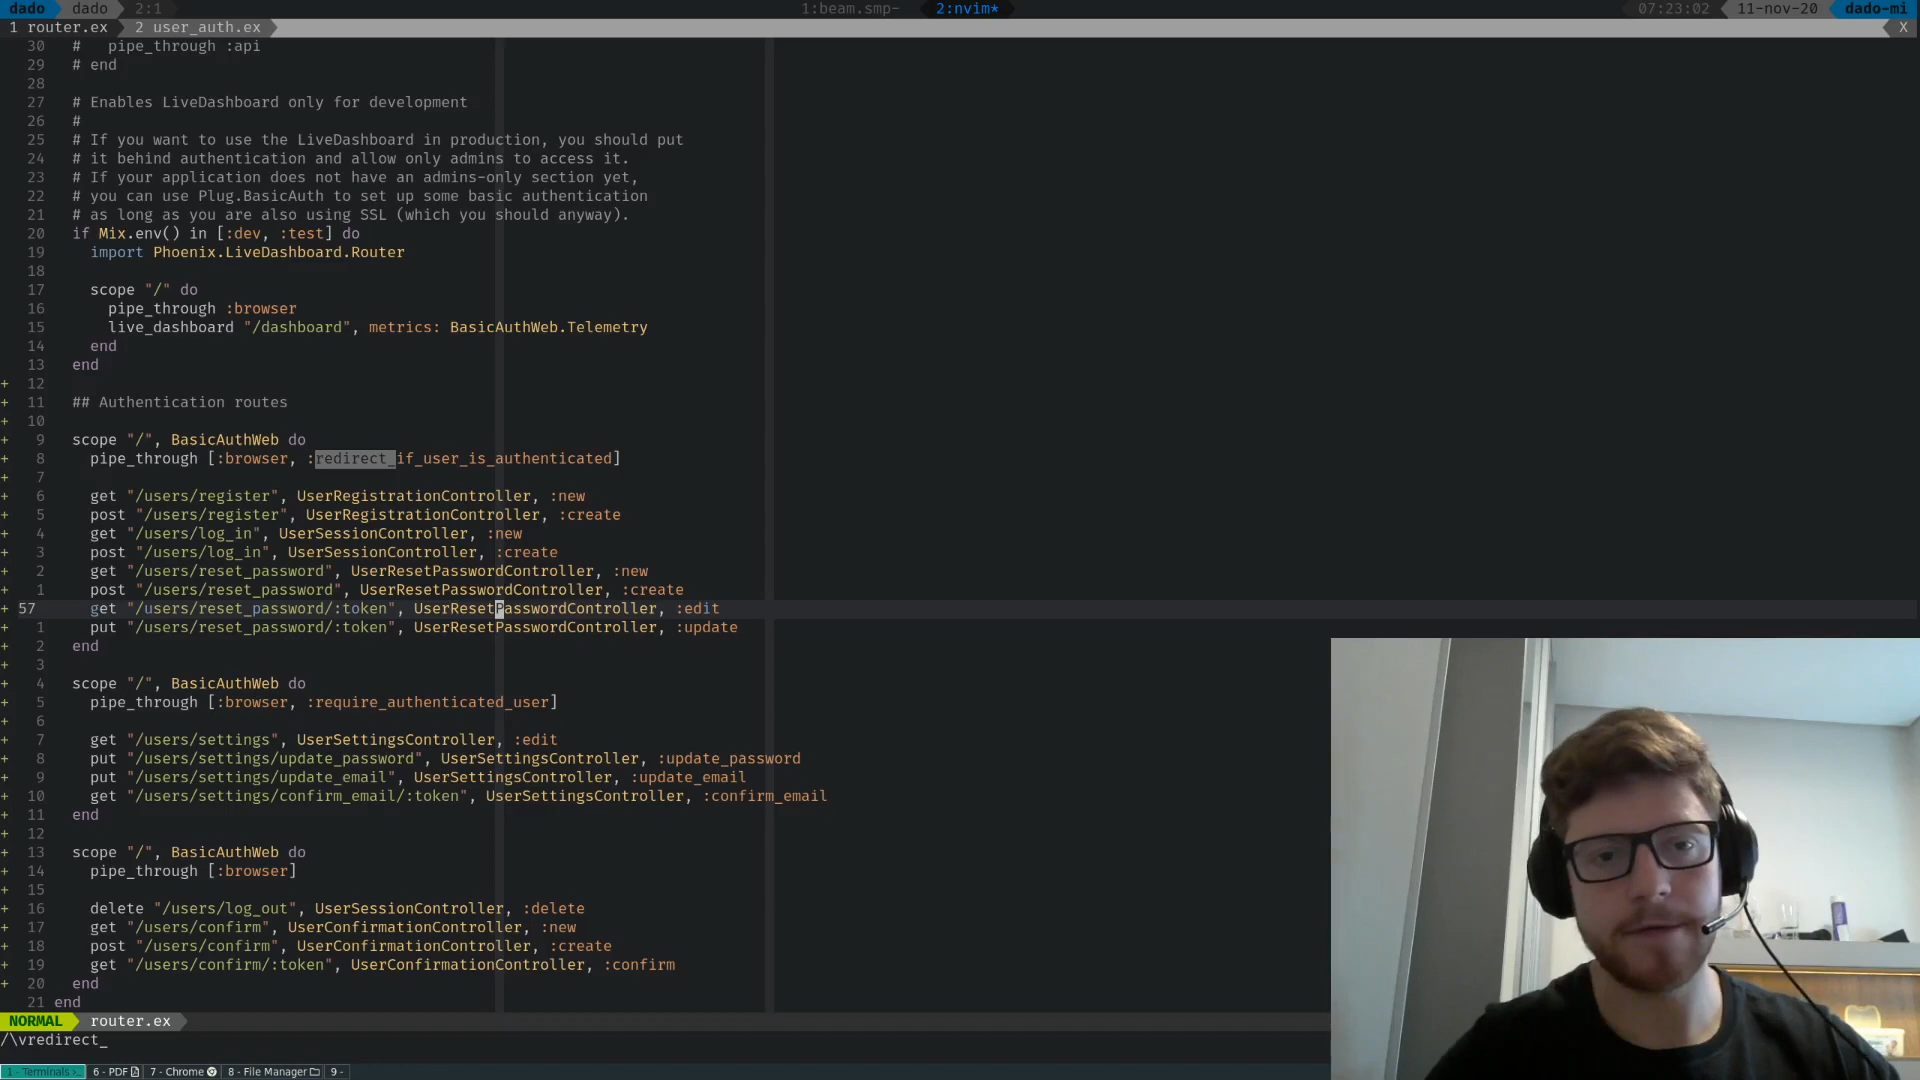 dado dado 2:1 1:beam.smp- 2:nvim* 07:23:02 11-nov-20 dado-mi
1 router.ex 2 user_auth.ex X
30 #   pipe_through :api
29 # end
28
27 # Enables LiveDashboard only for development
26 #
25 # If you want to use the LiveDashboard in production, you should put
24 # it behind authentication and allow only admins to access it.
23 # If your application does not have an admins-only section yet,
22 # you can use Plug.BasicAuth to set up some basic authentication
21 # as long as you are also using SSL (which you should anyway).
20 if Mix.env() in [:dev, :test] do
19   import Phoenix.LiveDashboard.Router
18
17   scope "/" do
16     pipe_through :browser
15     live_dashboard "/dashboard", metrics: BasicAuthWeb.Telemetry
14   end
13 end
+ 12
+ 11 ## Authentication routes
+ 10
+ 9 scope "/", BasicAuthWeb do
+ 8   pipe_through [:browser, :redirect_if_user_is_authenticated]
+ 7
+ 6   get "/users/register", UserRegistrationController, :new
+ 5   post "/users/register", UserRegistrationController, :create
+ 4   get "/users/log_in", UserSessionController, :new
+ 3   post "/users/log_in", UserSessionController, :create
+ 2   get "/users/reset_password", UserResetPasswordController, :new
+ 1   post "/users/reset_password", UserResetPasswordController, :create
+ 57   get "/users/reset_password/:token", UserResetPasswordController, :edit
+ 1   put "/users/reset_password/:token", UserResetPasswordController, :update
+ 2 end
+ 3
+ 4 scope "/", BasicAuthWeb do
+ 5   pipe_through [:browser, :require_authenticated_user]
+ 6
+ 7   get "/users/settings", UserSettingsController, :edit
+ 8   put "/users/settings/update_password", UserSettingsController, :update_password
+ 9   put "/users/settings/update_email", UserSettingsController, :update_email
+ 10   get "/users/settings/confirm_email/:token", UserSettingsController, :confirm_email
+ 11 end
+ 12
+ 13 scope "/", BasicAuthWeb do
+ 14   pipe_through [:browser]
+ 15
+ 16   delete "/users/log_out", UserSessionController, :delete
+ 17   get "/users/confirm", UserConfirmationController, :new
+ 18   post "/users/confirm", UserConfirmationController, :create
+ 19   get "/users/confirm/:token", UserConfirmationController, :confirm
+ 20 end
21 end
NORMAL router.ex
/\vredirect_
1 - Terminals 6 - PDF 7 - Chrome 8 - File Manager 9 -